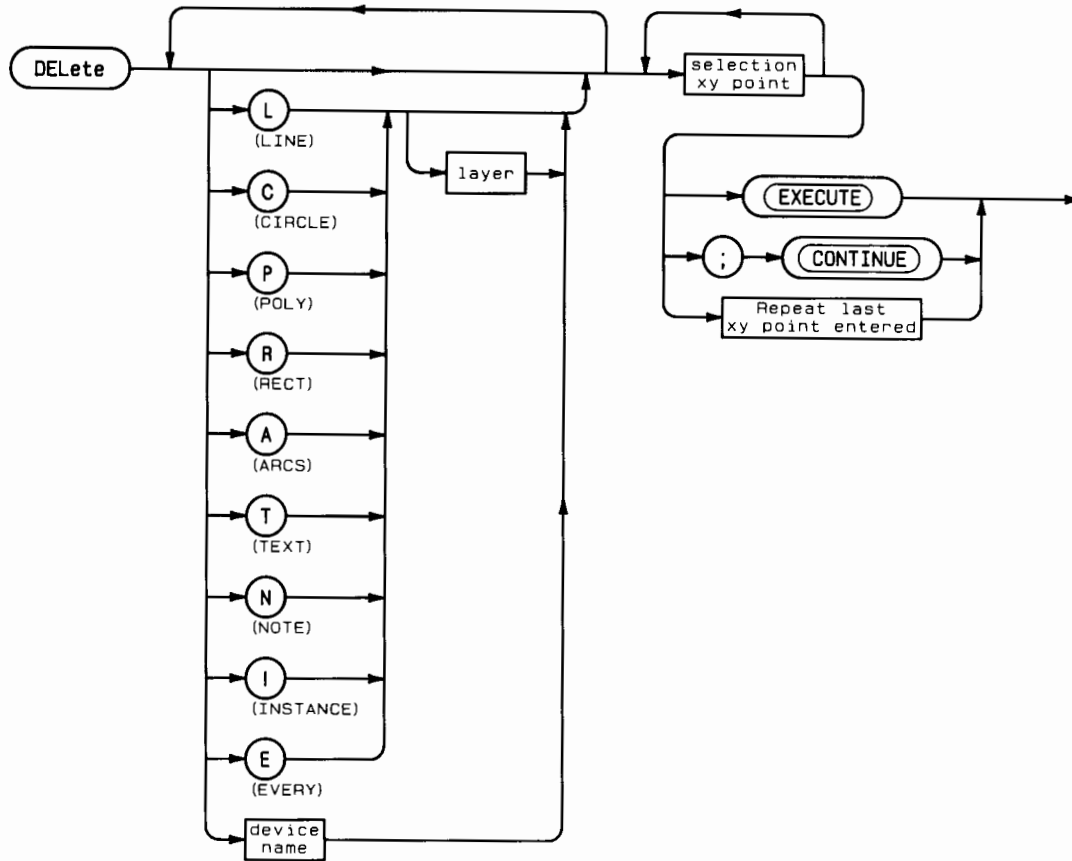 DELete
selection
xy point
L
(LINE)
layer
C
(CIRCLE)
EXECUTE
; CONTINUE
P
(POLY)
Repeat last
xy point entered
R
(RECT)
A
(ARCS)
T
(TEXT)
N
(NOTE)
I
(INSTANCE)
E
(EVERY)
device
name